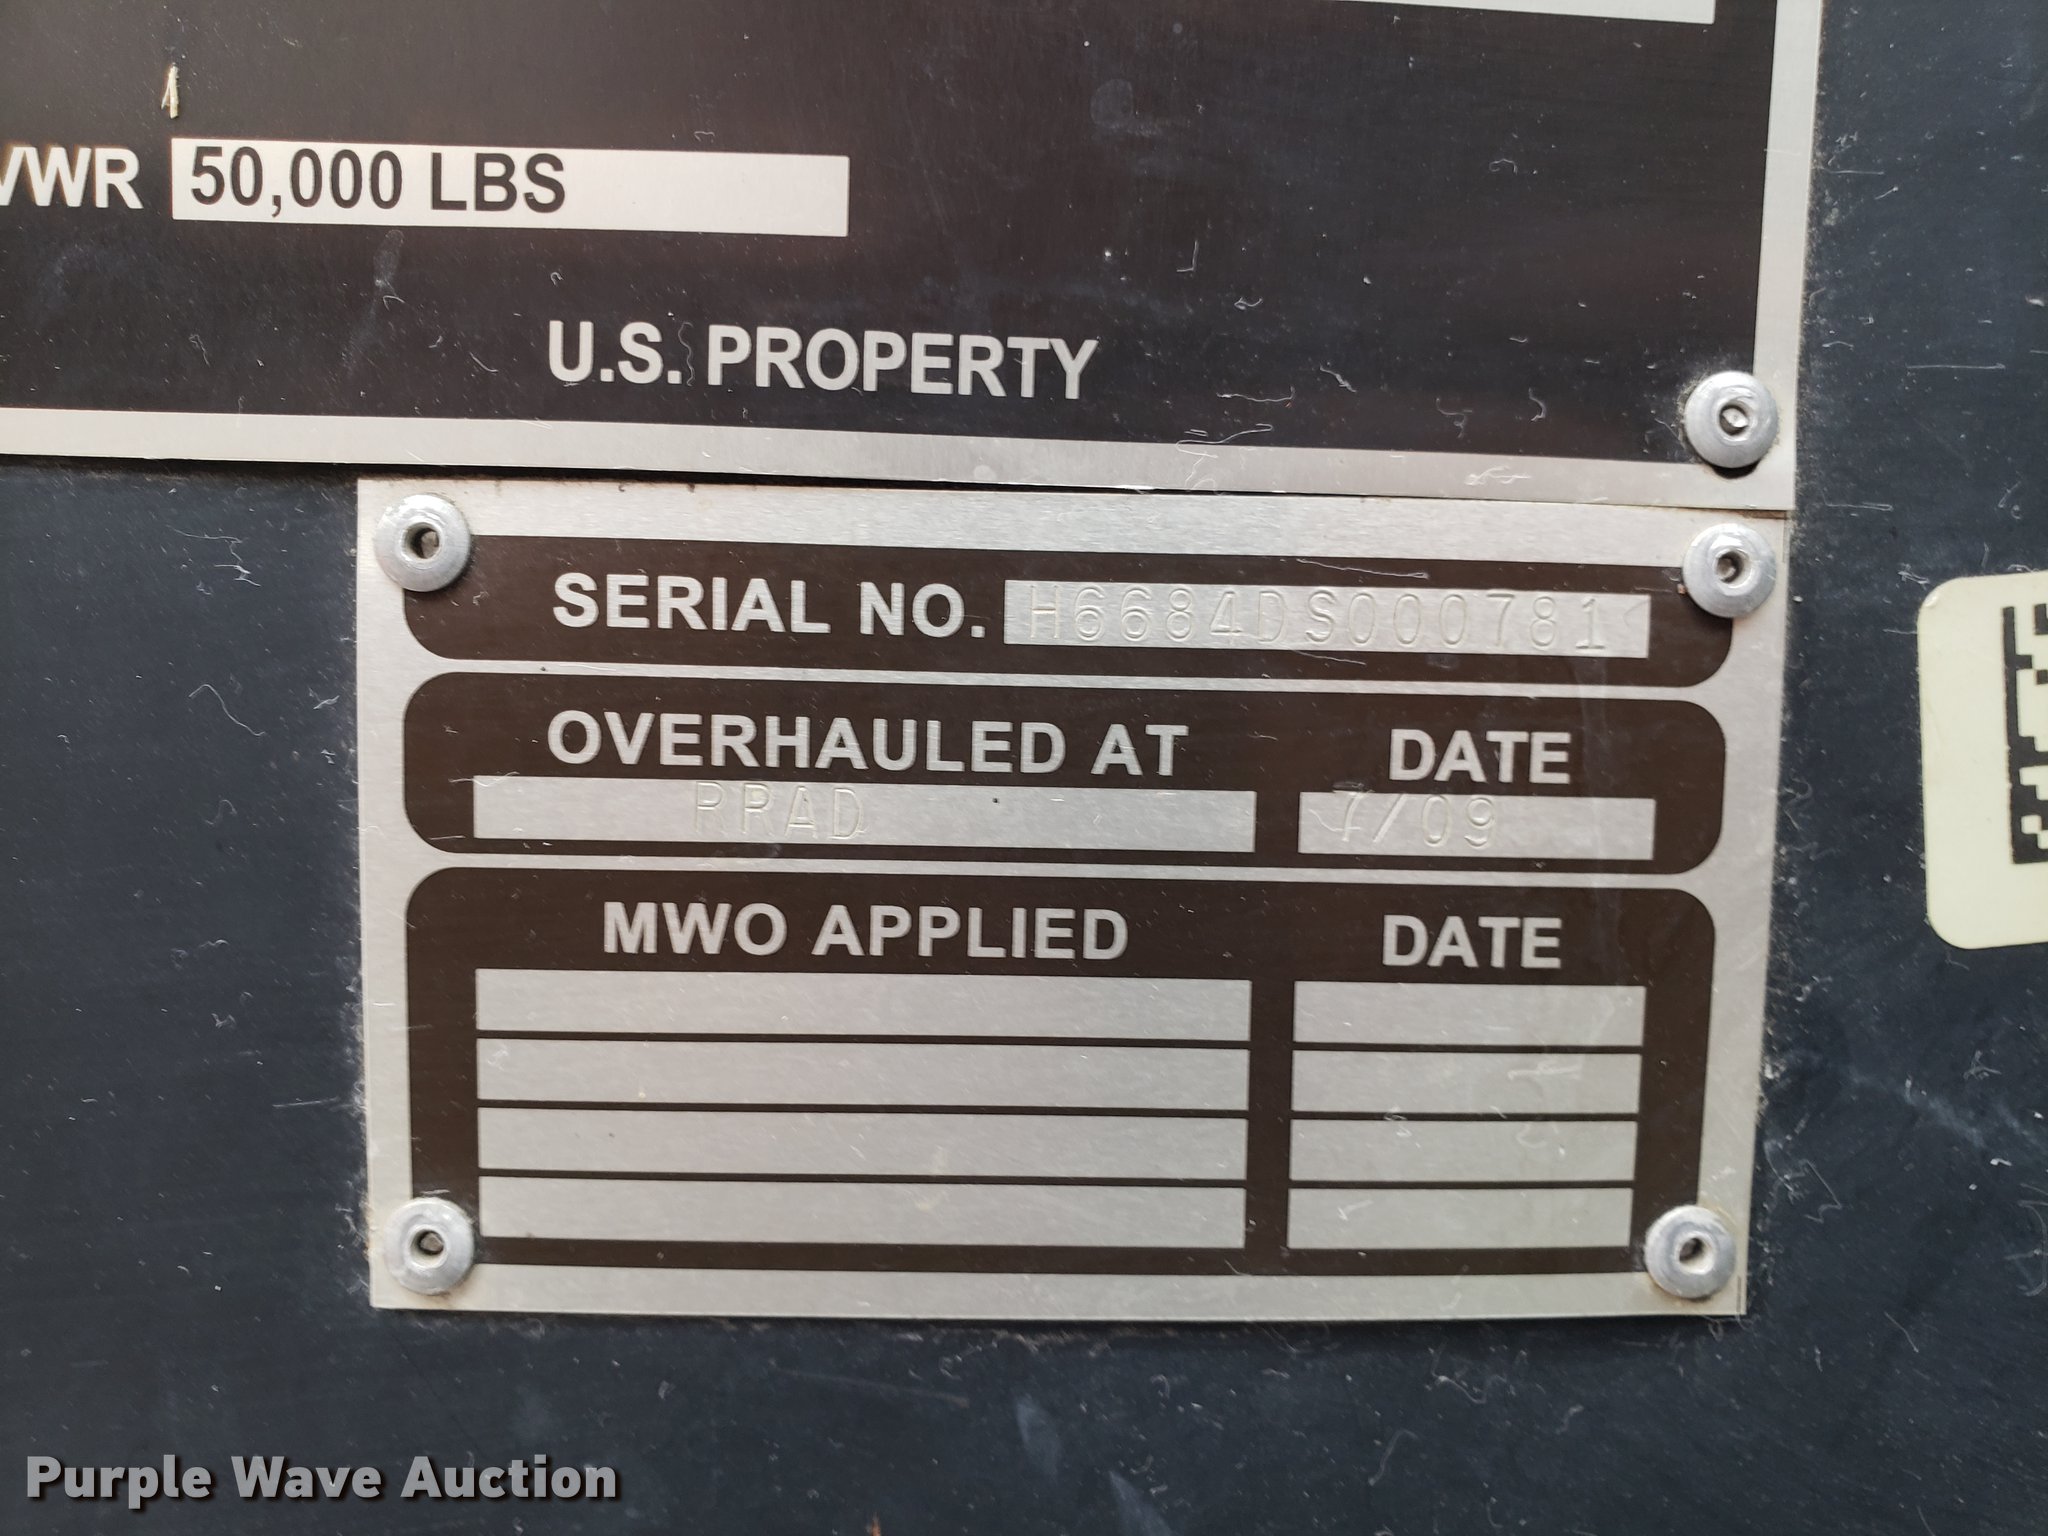 VWR 50,000 LBS
U.S. PROPERTY
SERIAL NO. H6684DS000781
OVERHAULED AT DATE
RRAD 7/09
MWO APPLIED DATE
Purple Wave Auction